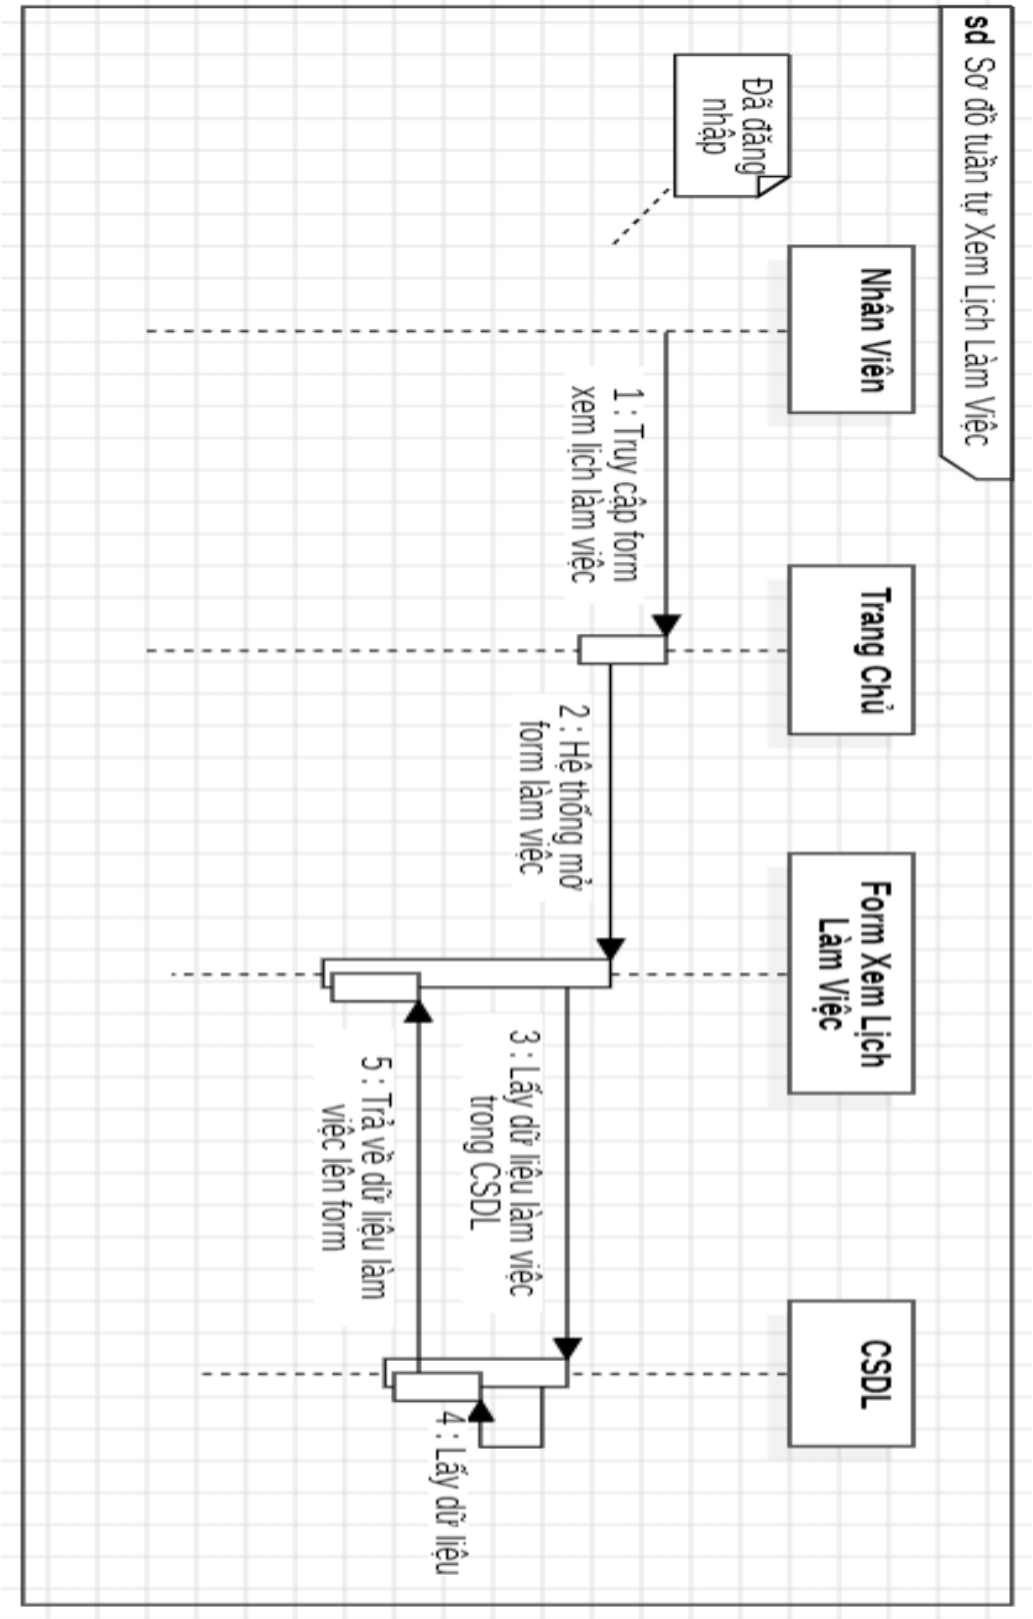 sd Sơ đồ tuần tự Xem Lịch Làm Việc
Đã đăng
nhập
Nhân Viên
Trang Chủ
Form Xem Lịch
Làm Việc
CSDL
1 : Truy cập form
xem lịch làm việc
2 : Hệ thống mở
form làm việc
3 : Lấy dữ liệu làm việc
trong CSDL
4 : Lấy dữ liệu
5 : Trả về dữ liệu làm
việc lên form